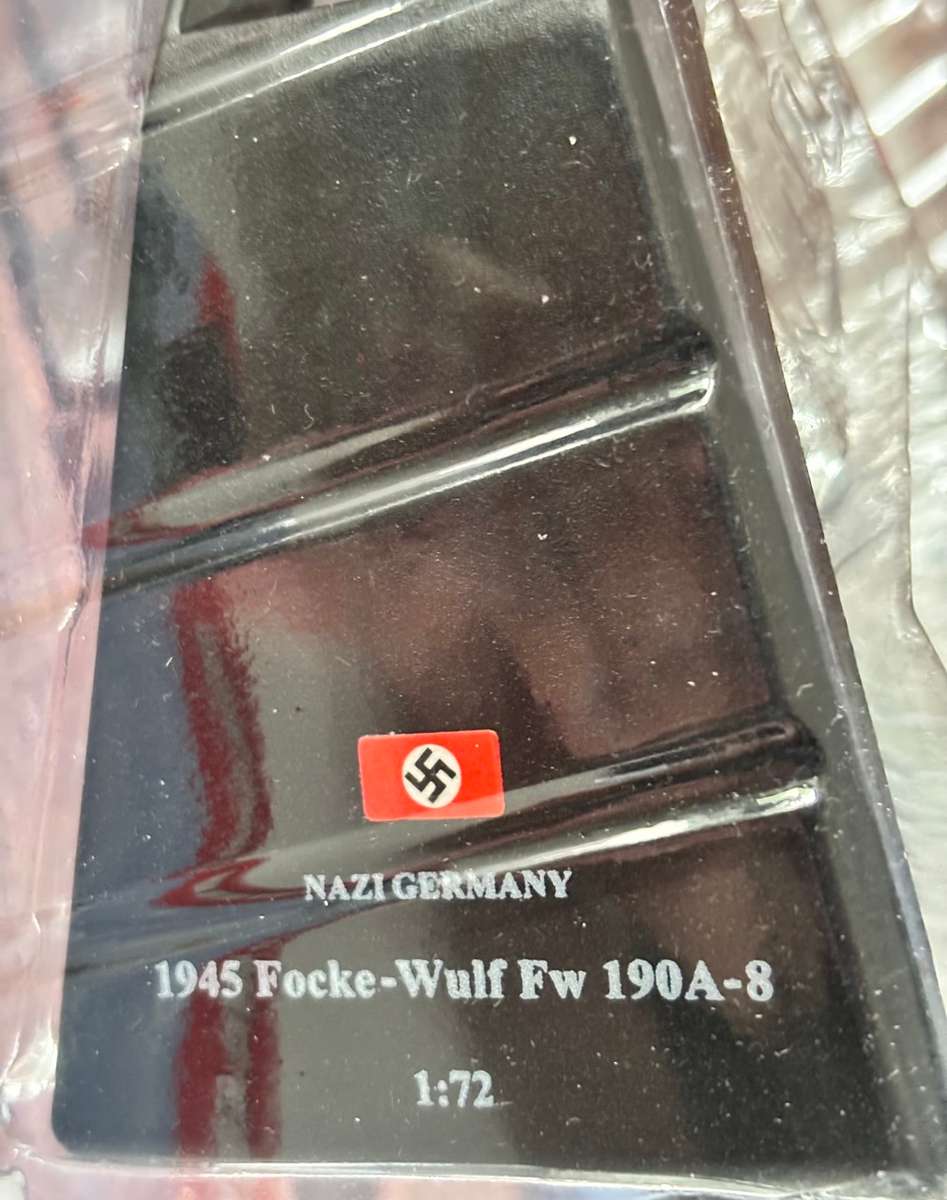 NAZI GERMANY
1945 Focke-Wulf Fw 190A-8
1:72